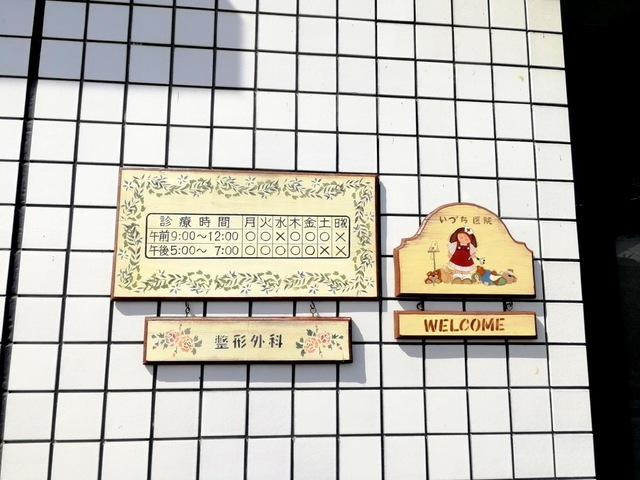 診療時間 月 火 水 木 金 土 日祝
午前9:00〜12:00 ○ ○ × ○ ○ ○ ×
午後5:00〜 7:00 ○ ○ ○ ○ ○ × ×
整形外科
いづち医院
WELCOME